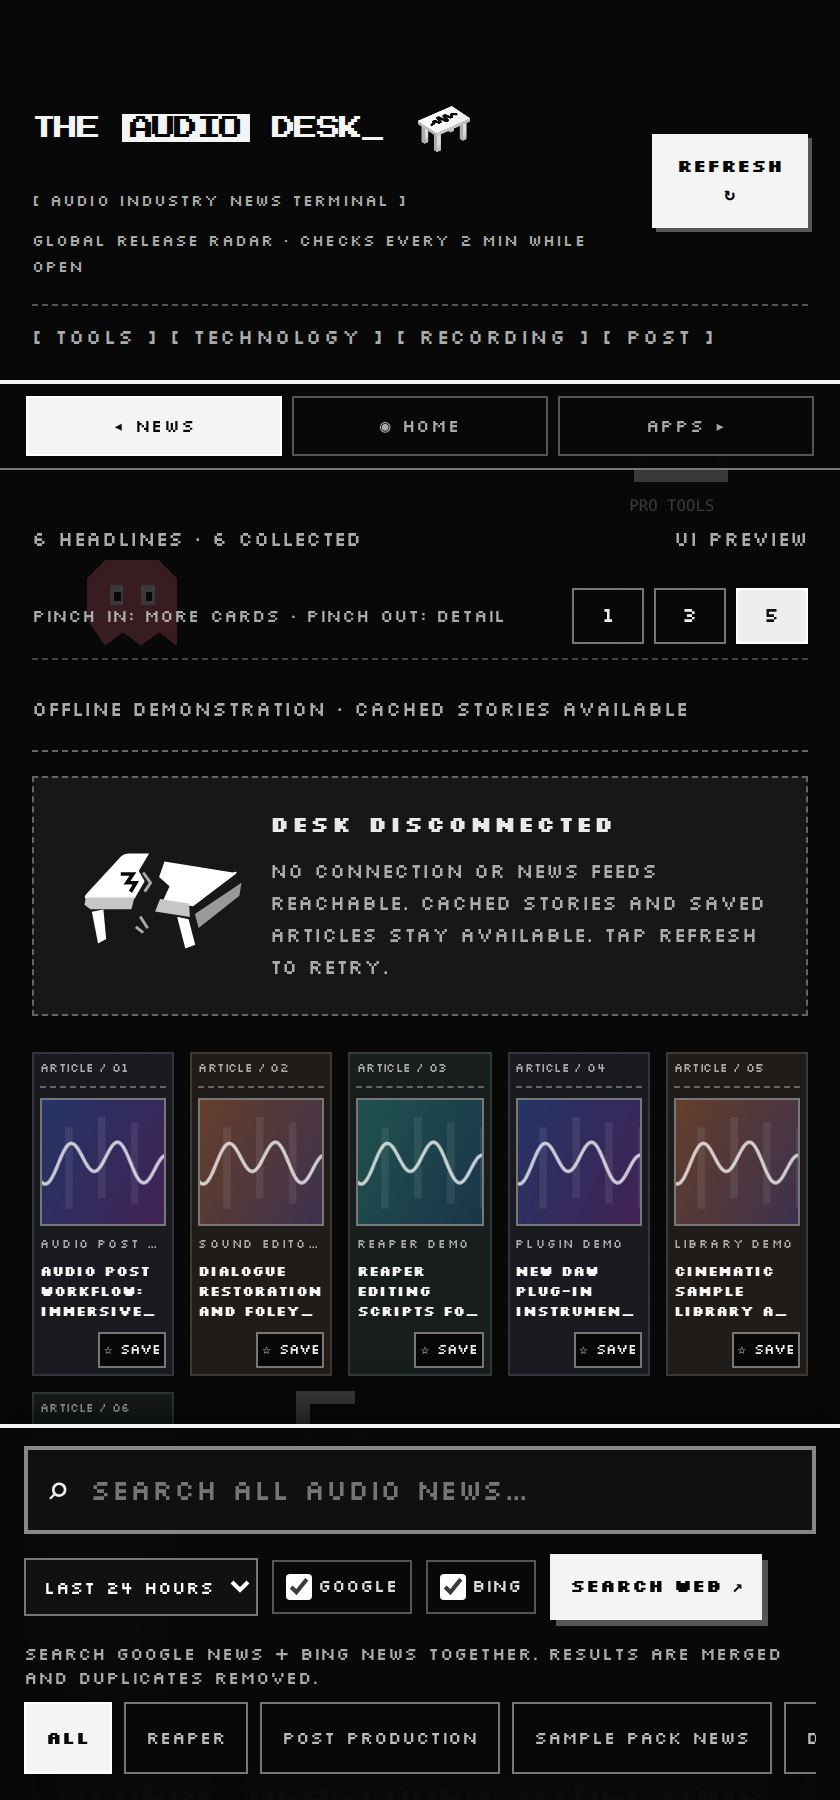 THE AUDIO DESK_
REFRESH
↻
[ AUDIO INDUSTRY NEWS TERMINAL ]
GLOBAL RELEASE RADAR · CHECKS EVERY 2 MIN WHILE
OPEN
[ TOOLS ] [ TECHNOLOGY ] [ RECORDING ] [ POST ]
◂ NEWS
◉ HOME
APPS ▸
PRO TOOLS
6 HEADLINES · 6 COLLECTED
UI PREVIEW
PINCH IN: MORE CARDS · PINCH OUT: DETAIL
1
3
5
OFFLINE DEMONSTRATION · CACHED STORIES AVAILABLE
DESK DISCONNECTED
NO CONNECTION OR NEWS FEEDS
REACHABLE. CACHED STORIES AND SAVED
ARTICLES STAY AVAILABLE. TAP REFRESH
TO RETRY.
ARTICLE / 01
AUDIO POST …
AUDIO POST
WORKFLOW:
IMMERSIVE…
☆ SAVE
ARTICLE / 02
SOUND EDITO…
DIALOGUE
RESTORATION
AND FOLEY…
☆ SAVE
ARTICLE / 03
REAPER DEMO
REAPER
EDITING
SCRIPTS FO…
☆ SAVE
ARTICLE / 04
PLUGIN DEMO
NEW DAW
PLUG-IN
INSTRUMEN…
☆ SAVE
ARTICLE / 05
LIBRARY DEMO
CINEMATIC
SAMPLE
LIBRARY A…
☆ SAVE
ARTICLE / 06
SEARCH ALL AUDIO NEWS…
LAST 24 HOURS
GOOGLE
BING
SEARCH WEB ↗
SEARCH GOOGLE NEWS + BING NEWS TOGETHER. RESULTS ARE MERGED
AND DUPLICATES REMOVED.
ALL
REAPER
POST PRODUCTION
SAMPLE PACK NEWS
GLOBAL DEVELOPER DIRECTORY